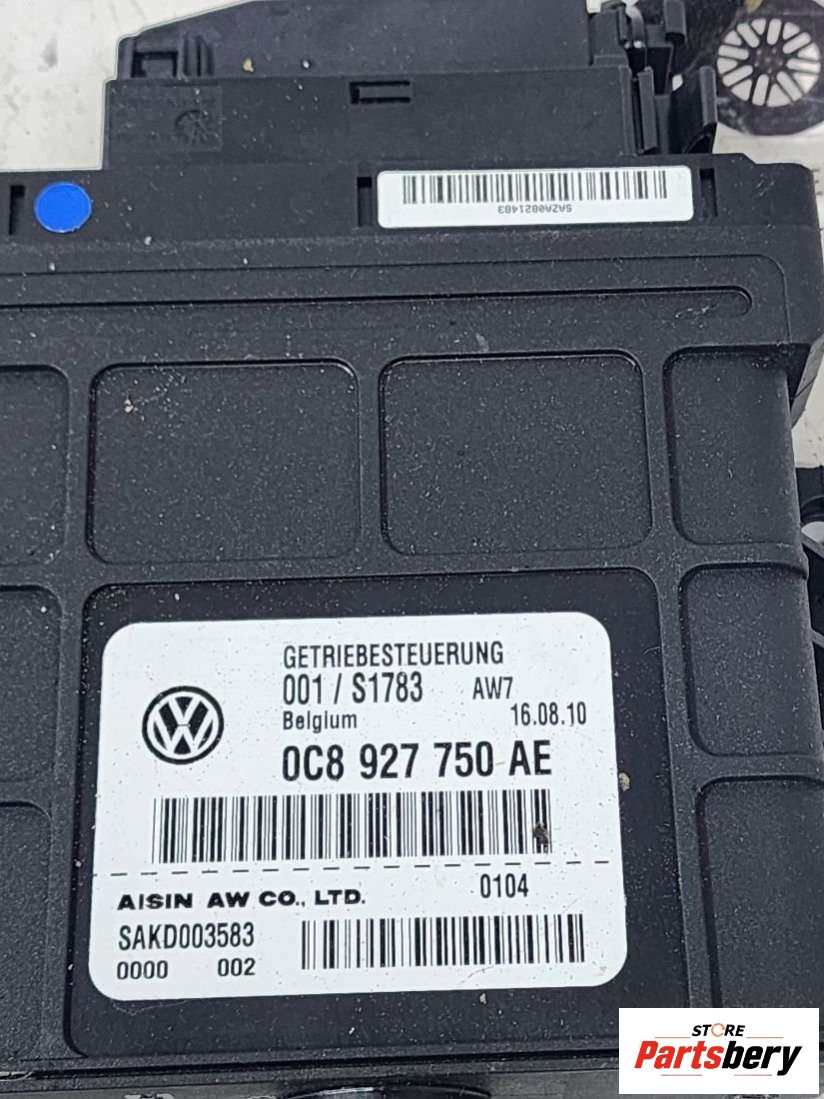 SAZA0821483
GETRIEBESTEUERUNG
001 / S1783 AW7
Belgium 16.08.10
0C8 927 750 AE
AISIN AW CO., LTD. 0104
SAKD003583
0000 002
STORE
Partsbery